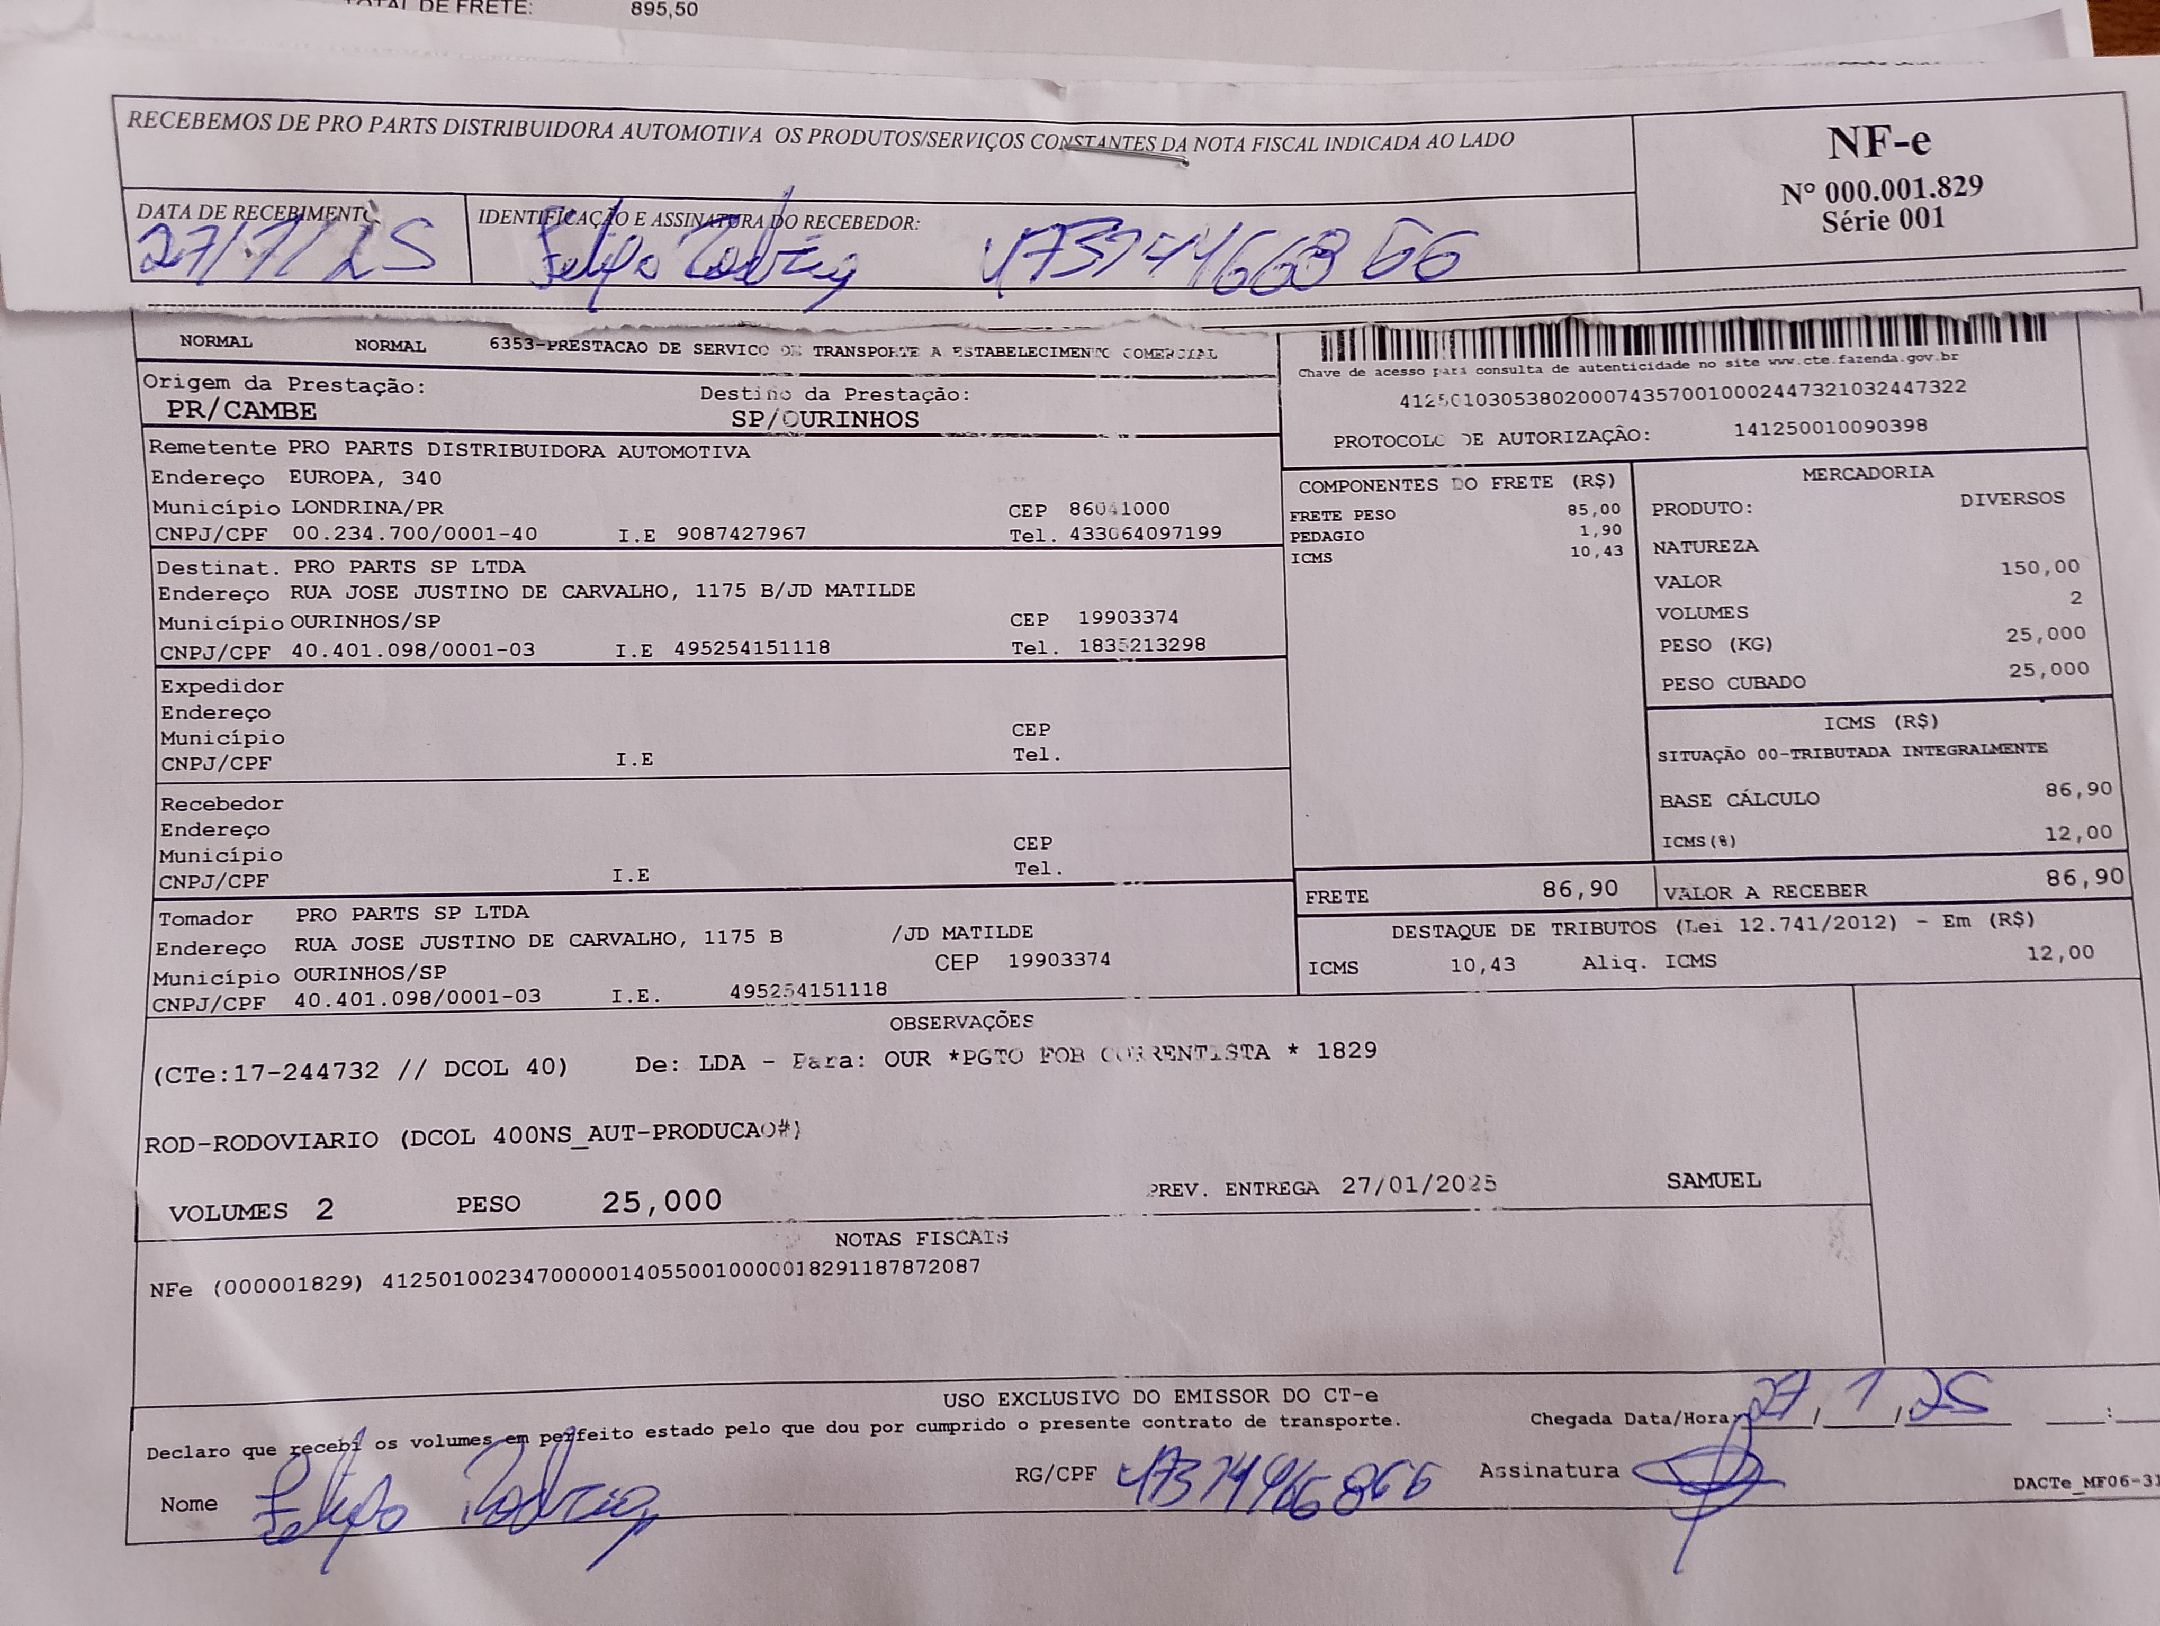 TOTAL DE FRETE: 895,50
RECEBEMOS DE PRO PARTS DISTRIBUIDORA AUTOMOTIVA OS PRODUTOS/SERVIÇOS CONSTANTES DA NOTA FISCAL INDICADA AO LADO
NF-e
Nº 000.001.829
Série 001
DATA DE RECEBIMENTO
27/1/25
IDENTIFICAÇÃO E ASSINATURA DO RECEBEDOR:
Felipe
NORMAL NORMAL 6353-PRESTACAO DE SERVICO DE TRANSPORTE A ESTABELECIMENTO COMERCIAL
Origem da Prestação: Destino da Prestação:
PR/CAMBE SP/OURINHOS
Chave de acesso para consulta de autenticidade no site www.cte.fazenda.gov.br
41250103053802000743570010002447321032447322
PROTOCOLO DE AUTORIZAÇÃO: 141250010090398
Remetente PRO PARTS DISTRIBUIDORA AUTOMOTIVA
Endereço EUROPA, 340
Município LONDRINA/PR CEP 86041000
CNPJ/CPF 00.234.700/0001-40 I.E 9087427967 Tel. 433064097199
Destinat. PRO PARTS SP LTDA
Endereço RUA JOSE JUSTINO DE CARVALHO, 1175 B/JD MATILDE
Município OURINHOS/SP CEP 19903374
CNPJ/CPF 40.401.098/0001-03 I.E 495254151118 Tel. 1835213298
Expedidor
Endereço
Município CEP
CNPJ/CPF I.E Tel.
Recebedor
Endereço
Município CEP
CNPJ/CPF I.E Tel.
Tomador PRO PARTS SP LTDA
Endereço RUA JOSE JUSTINO DE CARVALHO, 1175 B /JD MATILDE
Município OURINHOS/SP CEP 19903374
CNPJ/CPF 40.401.098/0001-03 I.E. 495254151118
COMPONENTES DO FRETE (R$)
FRETE PESO 85,00
PEDAGIO 1,90
ICMS 10,43
MERCADORIA
PRODUTO: DIVERSOS
NATUREZA
VALOR 150,00
VOLUMES 2
PESO (KG) 25,000
PESO CUBADO 25,000
ICMS (R$)
SITUAÇÃO 00-TRIBUTADA INTEGRALMENTE
BASE CÁLCULO 86,90
ICMS(%) 12,00
FRETE 86,90 VALOR A RECEBER 86,90
DESTAQUE DE TRIBUTOS (Lei 12.741/2012) - Em (R$)
ICMS 10,43 Aliq. ICMS 12,00
OBSERVAÇÕES
(CTe:17-244732 // DCOL 40) De: LDA - Para: OUR *PGTO FOB CORRENTISTA * 1829
ROD-RODOVIARIO (DCOL 400NS_AUT-PRODUCAO#)
VOLUMES 2 PESO 25,000 PREV. ENTREGA 27/01/2025 SAMUEL
NOTAS FISCAIS
NFe (000001829) 41250100234700000140550010000018291187872087
USO EXCLUSIVO DO EMISSOR DO CT-e
Declaro que recebi os volumes em perfeito estado pelo que dou por cumprido o presente contrato de transporte.
Chegada Data/Hora: 27/1/25 :
Nome Felipe RG/CPF Assinatura
DACTe_MF06-31